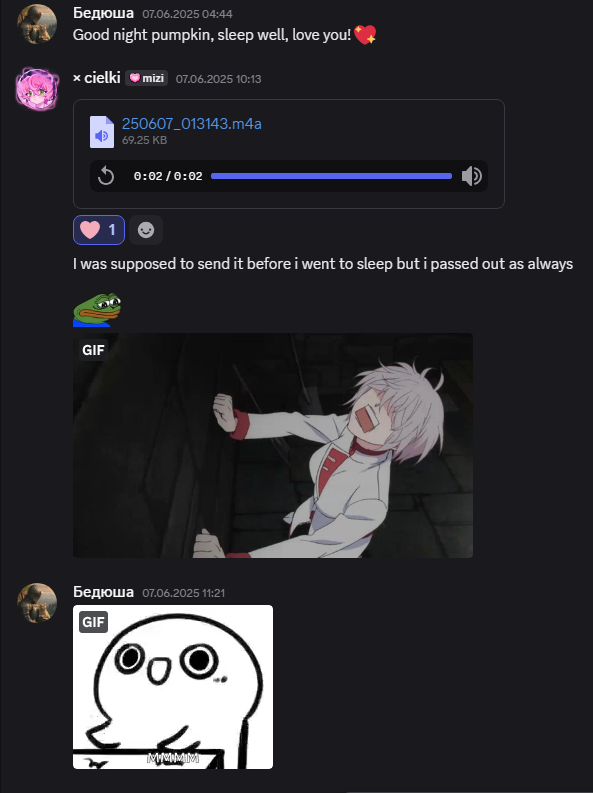 Бедюша 07.06.2025 04:44
Good night pumpkin, sleep well, love you!
× cielki mizi 07.06.2025 10:13
250607_013143.m4a
69.25 KB
0:02 / 0:02
1
I was supposed to send it before i went to sleep but i passed out as always
GIF
Бедюша 07.06.2025 11:21
GIF
MMMM